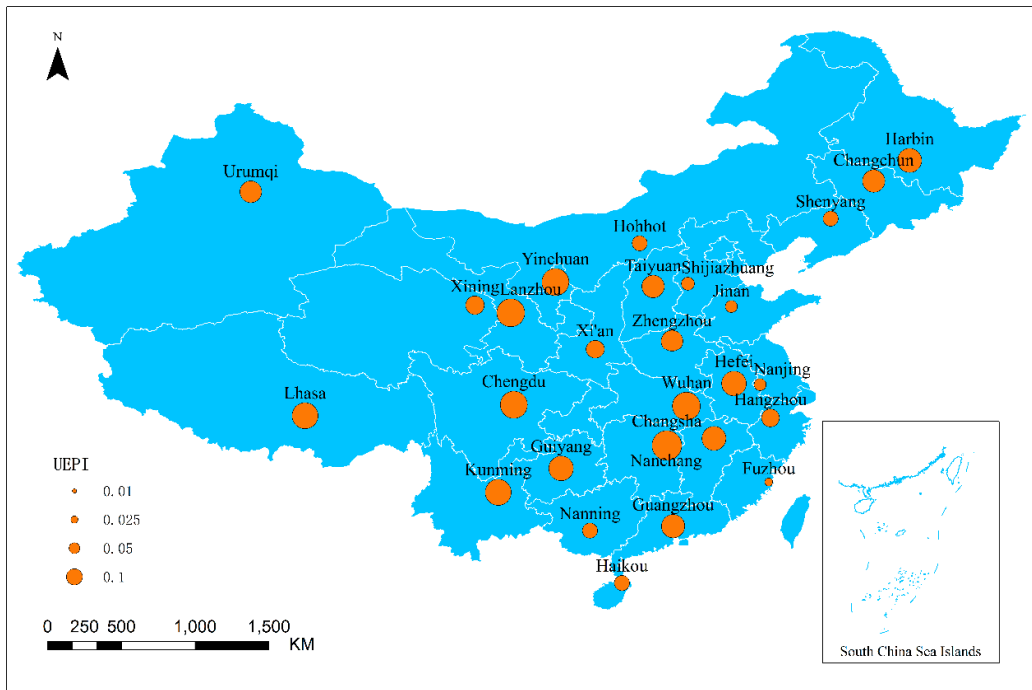 N
Harbin
Changchun
Urumqi
Shenyang
Hohhot
Yinchuan
Taiyuan
Shijiazhuang
Xining
Lanzhou
Jinan
Zhengzhou
Xi'an
Hefei
Nanjing
Chengdu
Wuhan
Lhasa
Hangzhou
Changsha
Guiyang
UEPI
Nanchang
Kunming
Fuzhou
0.01
Guangzhou
Nanning
0.025
0.05
Haikou
0.1
0 250 500 1,000 1,500
KM
South China Sea Islands